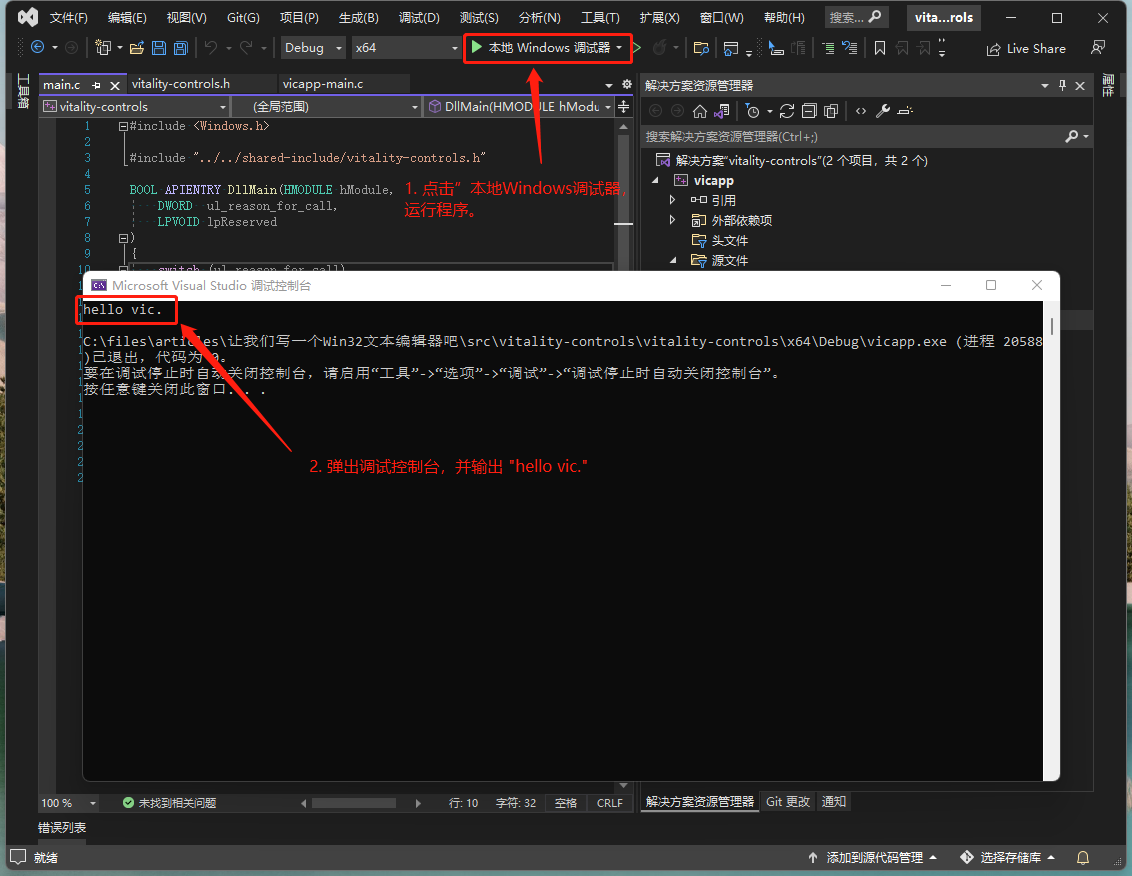 文件(F) 编辑(E) 视图(V) Git(G) 项目(P) 生成(B) 调试(D) 测试(S) 分析(N) 工具(T) 扩展(X) 窗口(W) 帮助(H) 搜索... vita...rols
Debug x64 本地 Windows 调试器 Live Share
工具箱
main.c vitality-controls.h vicapp-main.c
vitality-controls (全局范围) DllMain(HMODULE hModu
1 #include <Windows.h>
2
3 #include "../../shared-include/vitality-controls.h"
4
5 BOOL APIENTRY DllMain(HMODULE hModule,
6 DWORD ul_reason_for_call,
7 LPVOID lpReserved
8 )
9 {
10 switch (ul_reason_for_call)
1. 点击”本地Windows调试器,
运行程序。
解决方案资源管理器
搜索解决方案资源管理器(Ctrl+;)
解决方案"vitality-controls"(2 个项目，共 2 个)
vicapp
引用
外部依赖项
头文件
源文件
属性
Microsoft Visual Studio 调试控制台
hello vic.
C:\files\articles\让我们写一个Win32文本编辑器吧\src\vitality-controls\vitality-controls\x64\Debug\vicapp.exe (进程 20588
)已退出，代码为 0。
要在调试停止时自动关闭控制台，请启用“工具”->“选项”->“调试”->“调试停止时自动关闭控制台”。
按任意键关闭此窗口. . .
2. 弹出调试控制台，并输出 "hello vic."
100 % 未找到相关问题 行: 10 字符: 32 空格 CRLF
解决方案资源管理器 Git 更改 通知
错误列表
就绪 添加到源代码管理 选择存储库